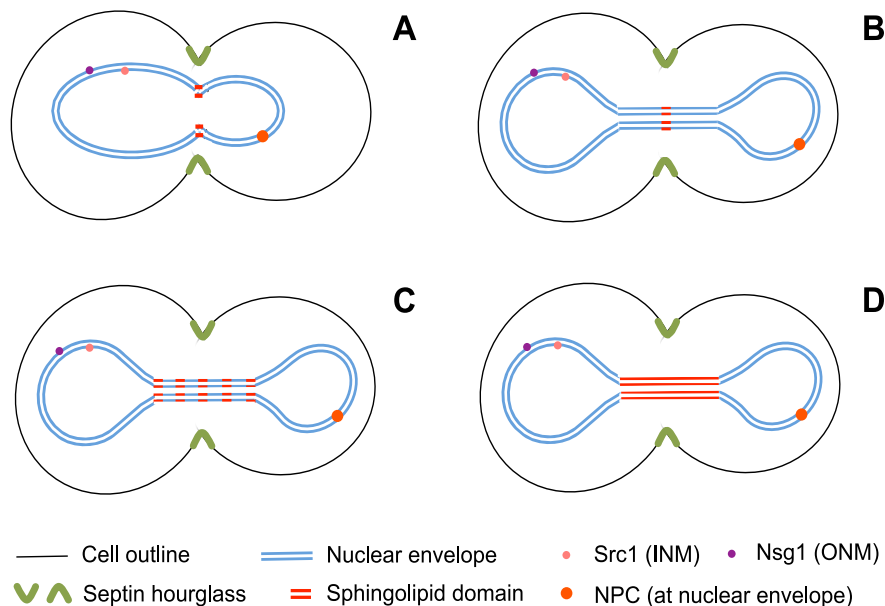 A
B
C
D
Cell outline
Nuclear envelope
Src1 (INM)
Nsg1 (ONM)
Septin hourglass
Sphingolipid domain
NPC (at nuclear envelope)